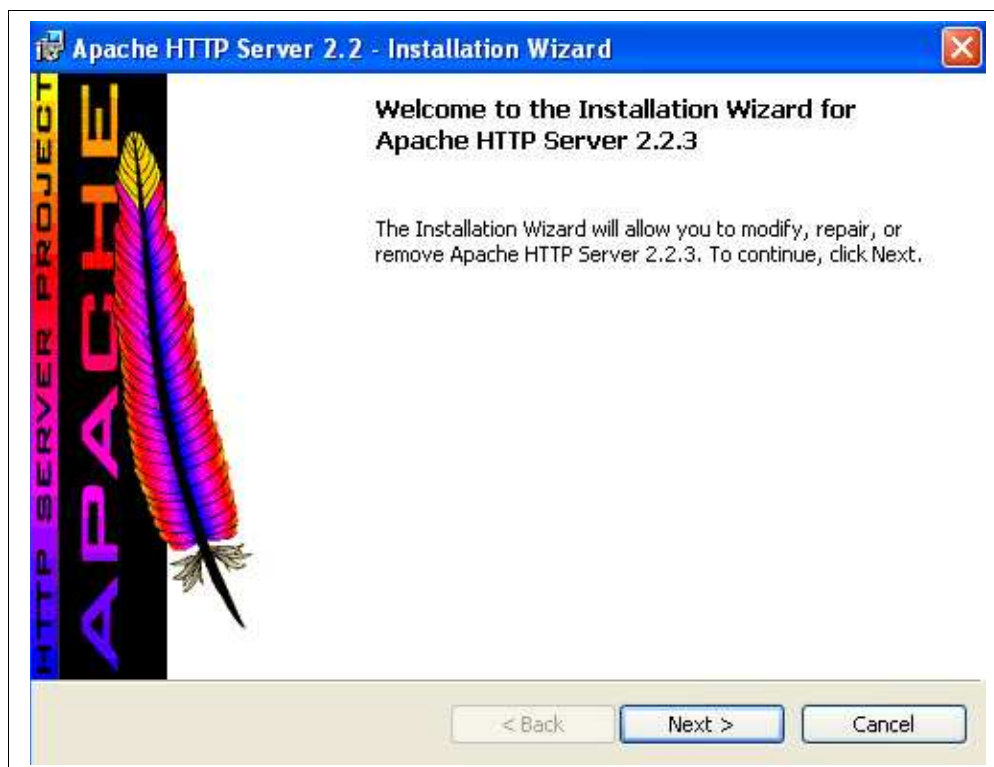 Apache HTTP Server 2.2 - Installation Wizard
HTTP SERVER PROJECT
APACHE
Welcome to the Installation Wizard for
Apache HTTP Server 2.2.3
The Installation Wizard will allow you to modify, repair, or
remove Apache HTTP Server 2.2.3. To continue, click Next.
< Back
Next >
Cancel